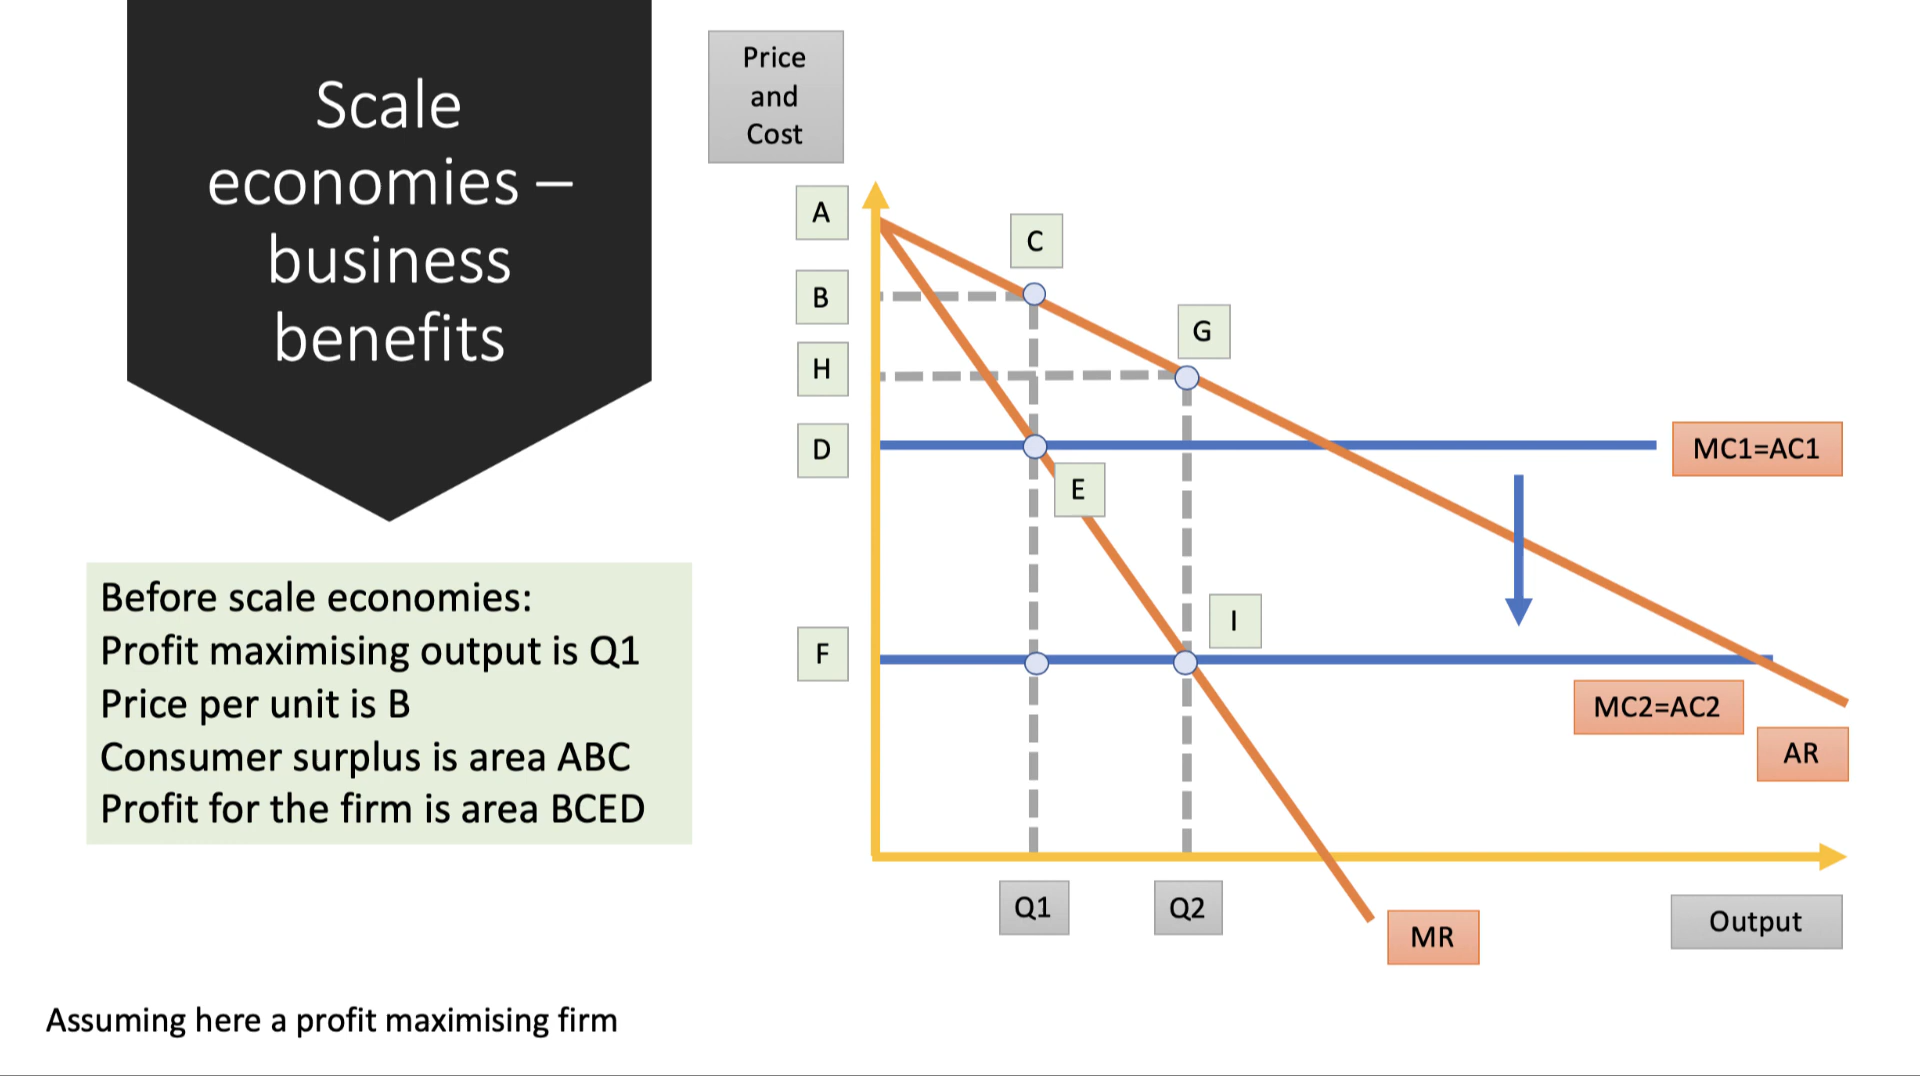 Scale
economies –
business
benefits
Before scale economies:
Profit maximising output is Q1
Price per unit is B
Consumer surplus is area ABC
Profit for the firm is area BCED
Assuming here a profit maximising firm
Price
and
Cost
A
B
H
D
F
C
G
E
I
MC1=AC1
MC2=AC2
AR
MR
Q1
Q2
Output